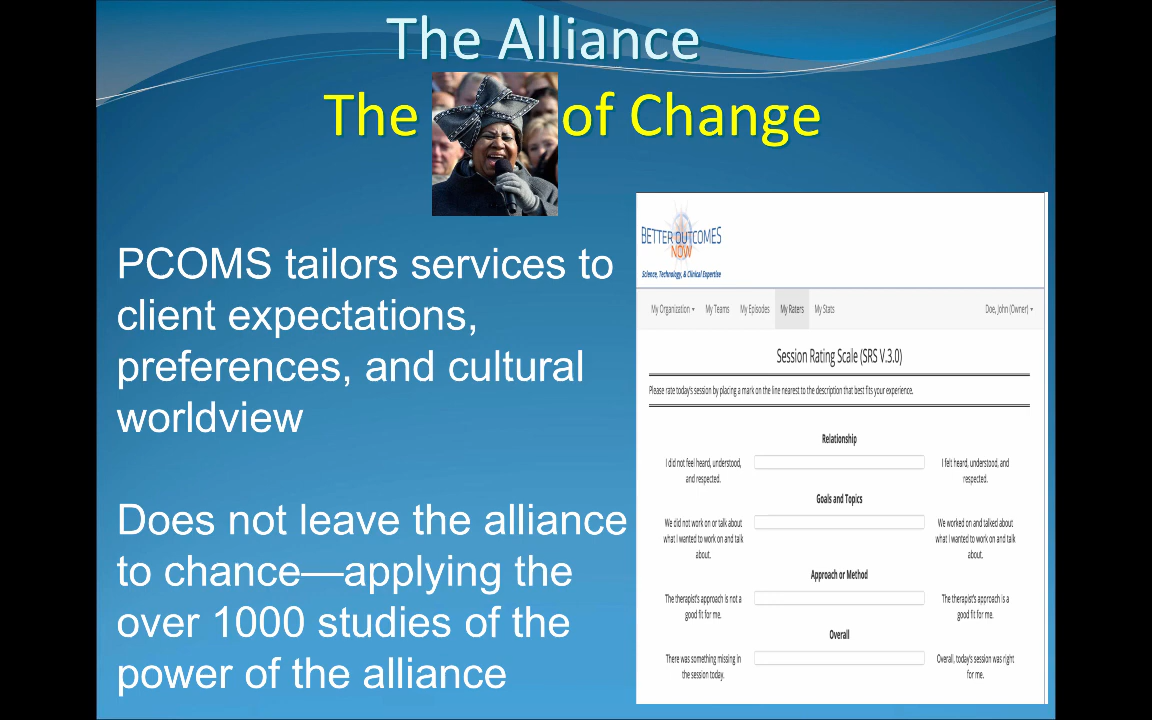 The Alliance
The of Change
PCOMS tailors services to
client expectations,
preferences, and cultural
worldview
Does not leave the alliance
to chance—applying the
over 1000 studies of the
power of the alliance
BETTER OUTCOMES
NOW
Science, Technology, & Clinical Expertise
My Organization My Teams My Episodes My Raters My Stats Doe, John (Owner)
Session Rating Scale (SRS V.3.0)
Please rate today's session by placing a mark on the line nearest to the description that best fits your experience.
Relationship
I did not feel heard, understood, I felt heard, understood, and
and respected. respected.
Goals and Topics
We did not work on or talk about We worked on and talked about
what I wanted to work on and talk what I wanted to work on and talk
about. about.
Approach or Method
The therapist's approach is not a The therapist's approach is a
good fit for me. good fit for me.
Overall
There was something missing in Overall, today's session was right
the session today. for me.